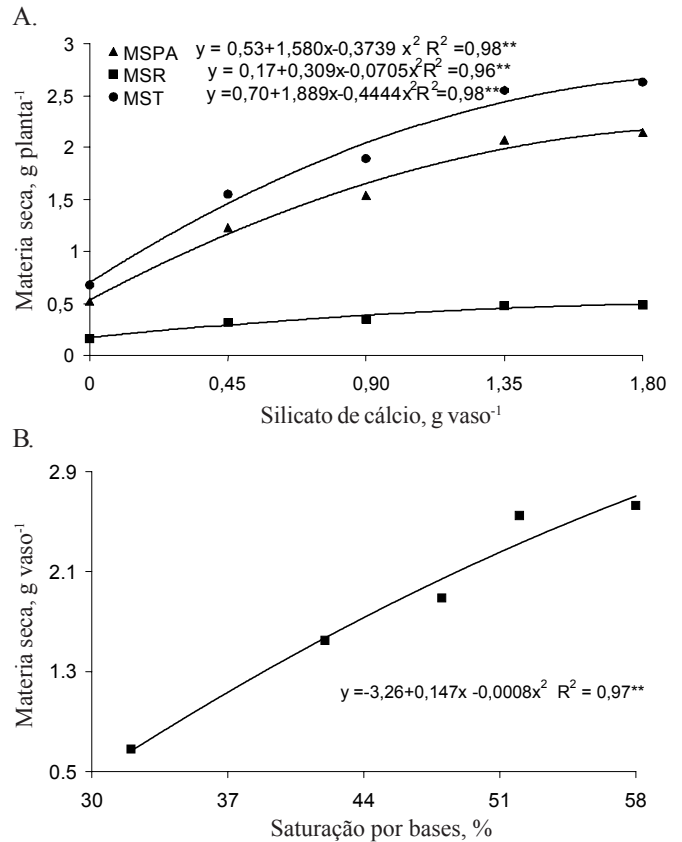 A.
Materia seca, g planta⁻¹
3
2,5
2
1,5
1
0,5
0
▲ MSPA y = 0,53+1,580x-0,3739 x² R² =0,98**
■ MSR y = 0,17+0,309x-0,0705x² R² =0,96**
● MST y =0,70+1,889x-0,4444x² R² =0,98**
0 0,45 0,90 1,35 1,80
Silicato de cálcio, g vaso⁻¹
B.
Materia seca, g vaso⁻¹
2.9
2.1
1.3
0.5
y =-3,26+0,147x -0,0008x² R² = 0,97**
30 37 44 51 58
Saturação por bases, %